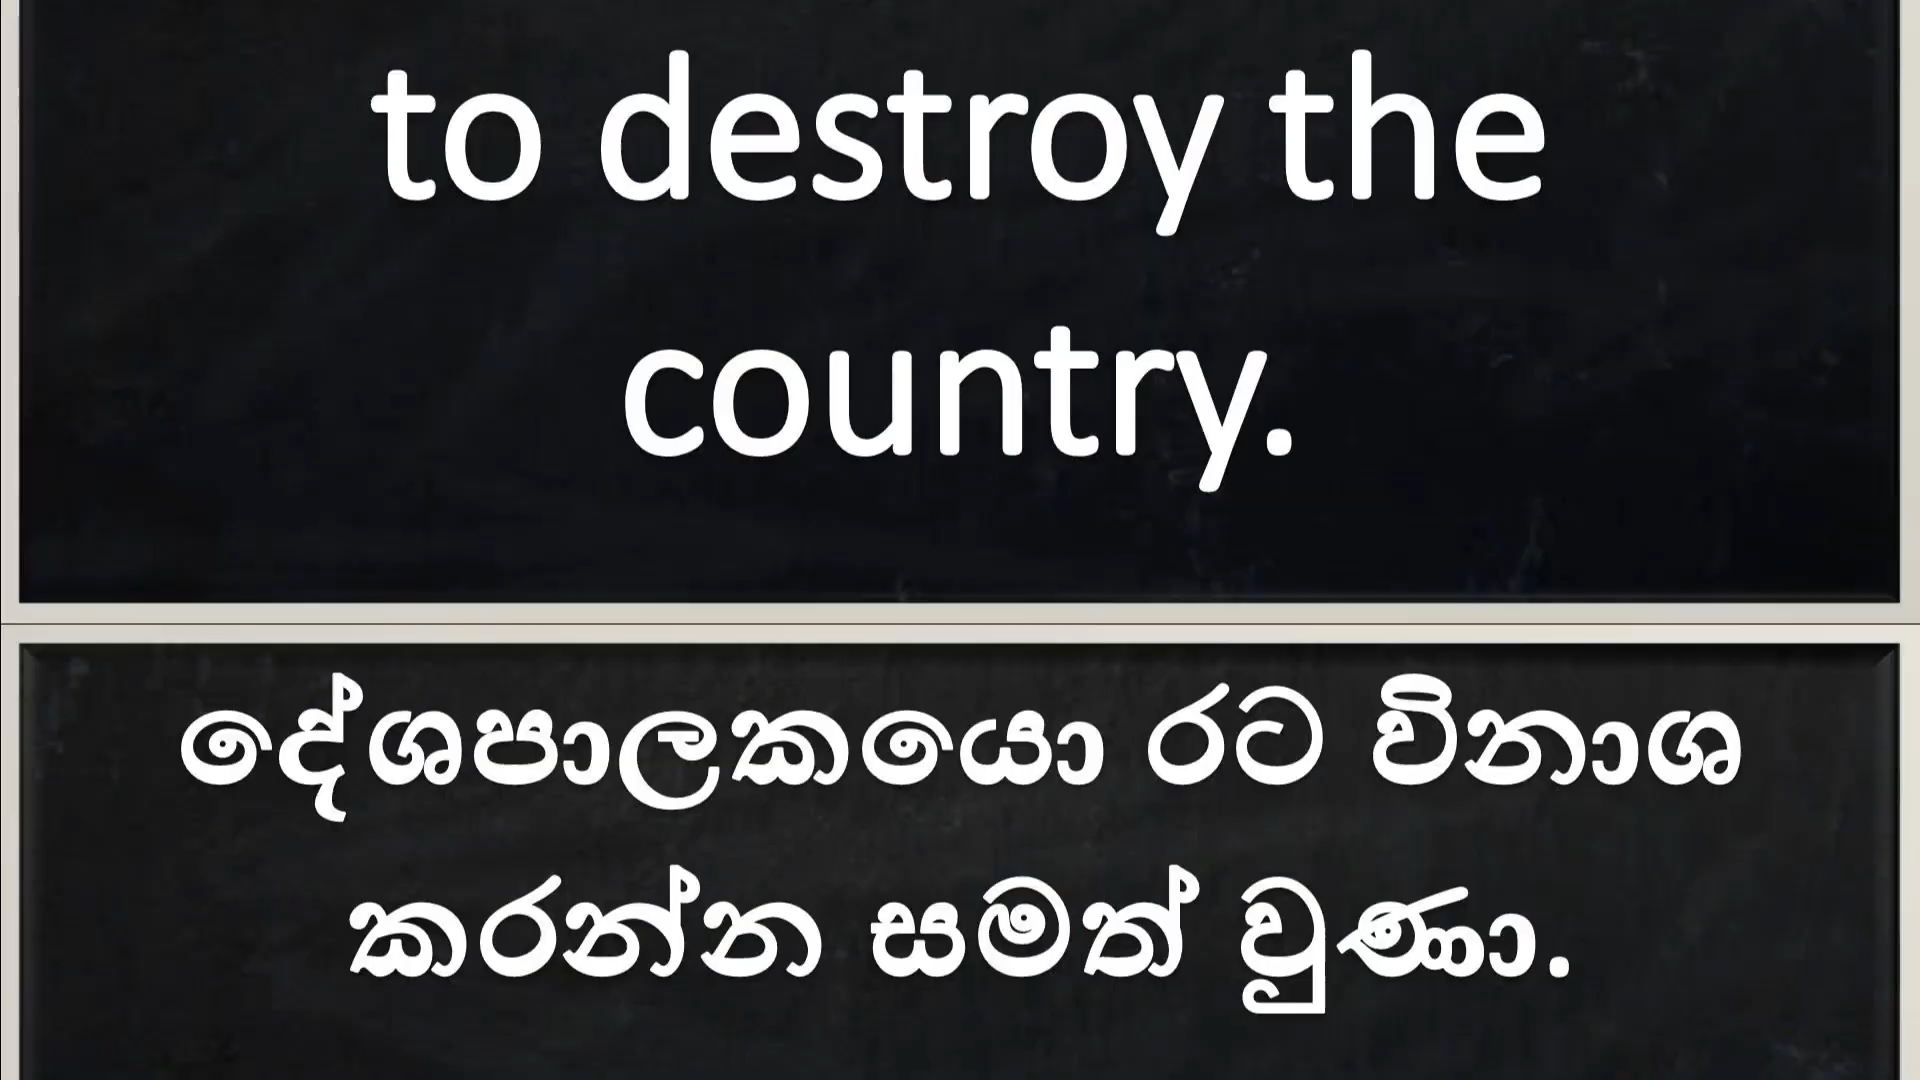 to destroy the
country.
දේශපාලකයො රට විනාශ
කරන්න සමත් වුණා.